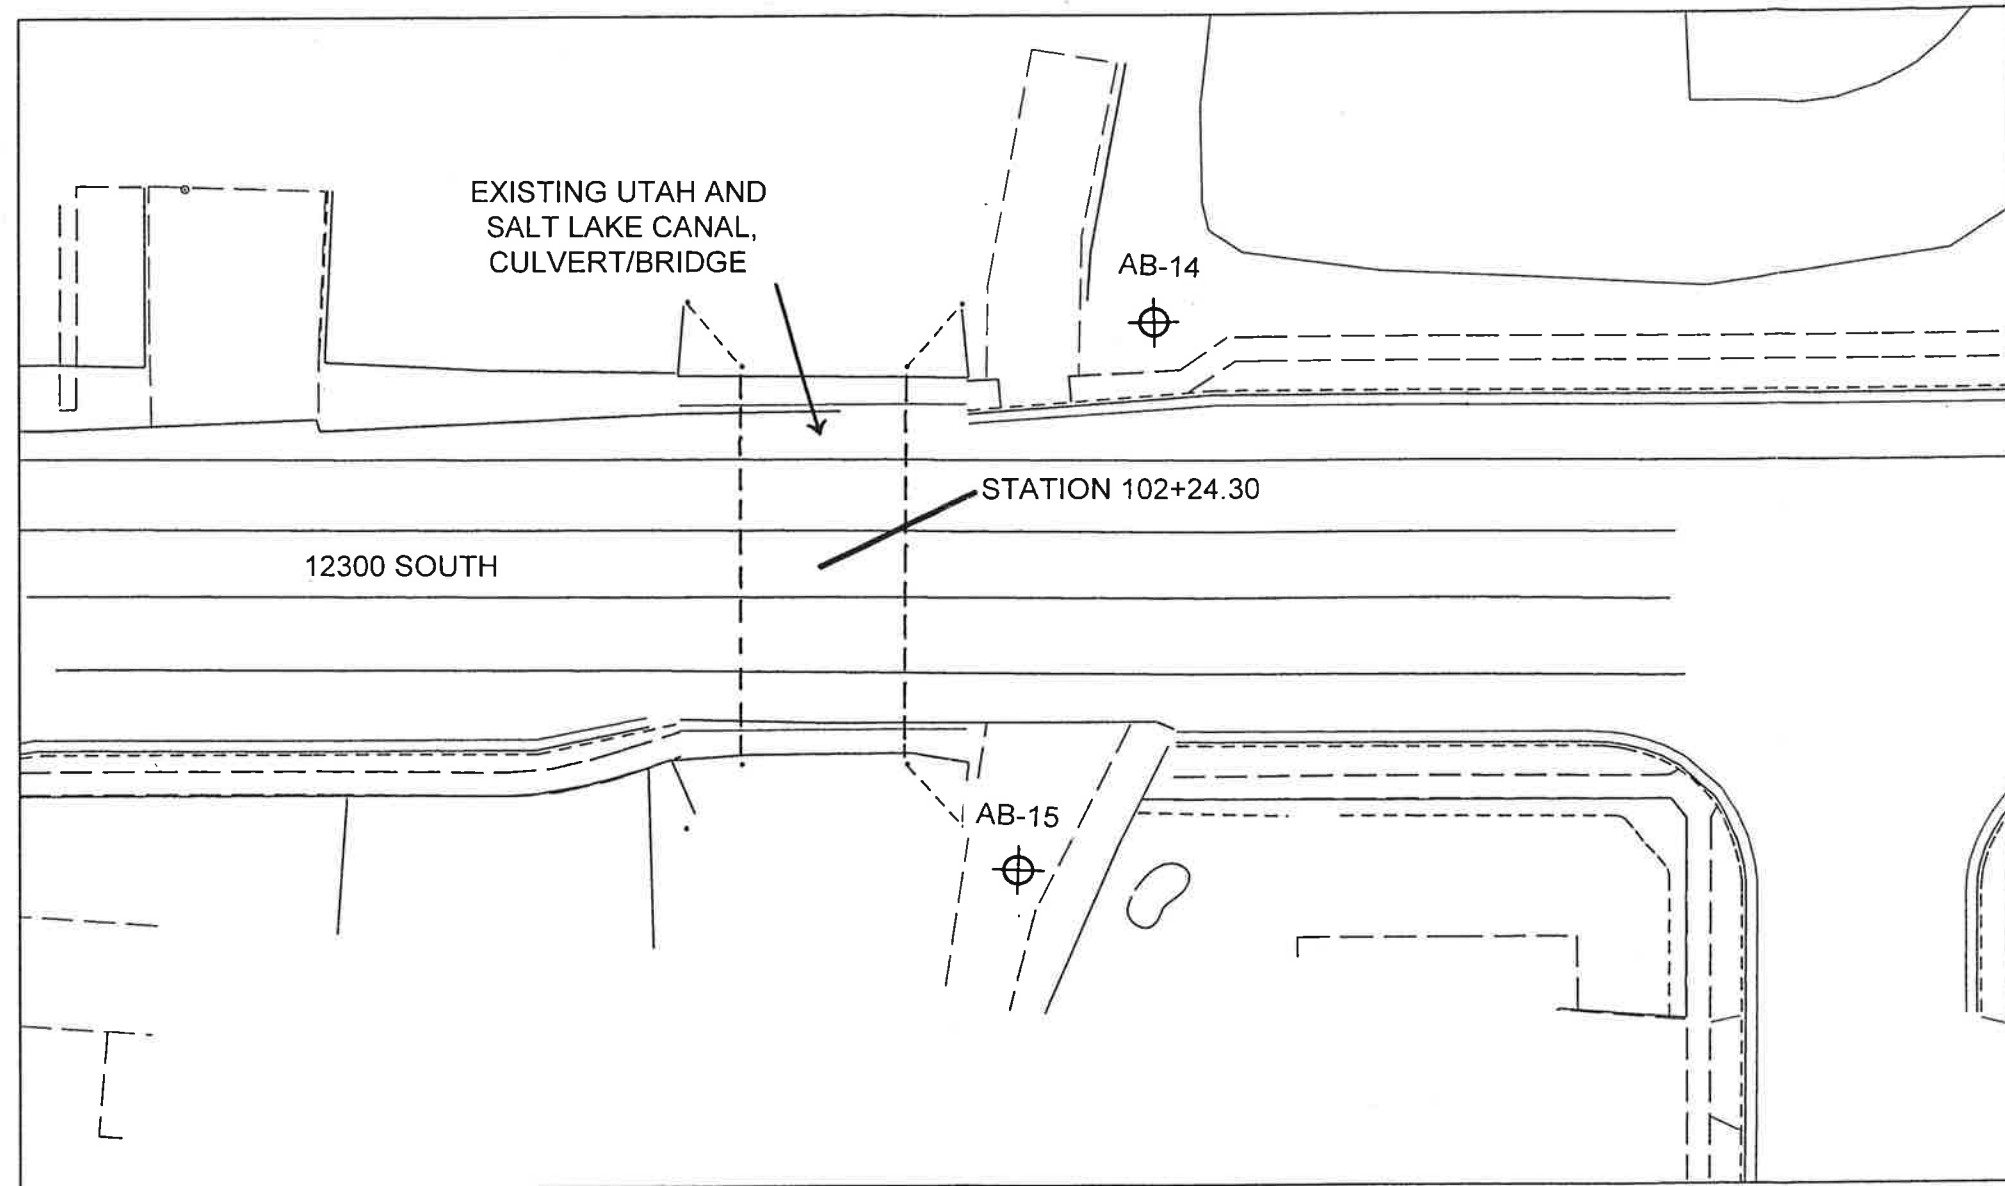 EXISTING UTAH AND
SALT LAKE CANAL,
CULVERT/BRIDGE
AB-14
STATION 102+24.30
12300 SOUTH
AB-15